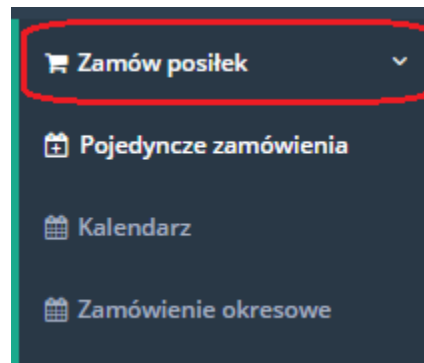 Zamów posiłek
Pojedyncze zamówienia
Kalendarz
Zamówienie okresowe